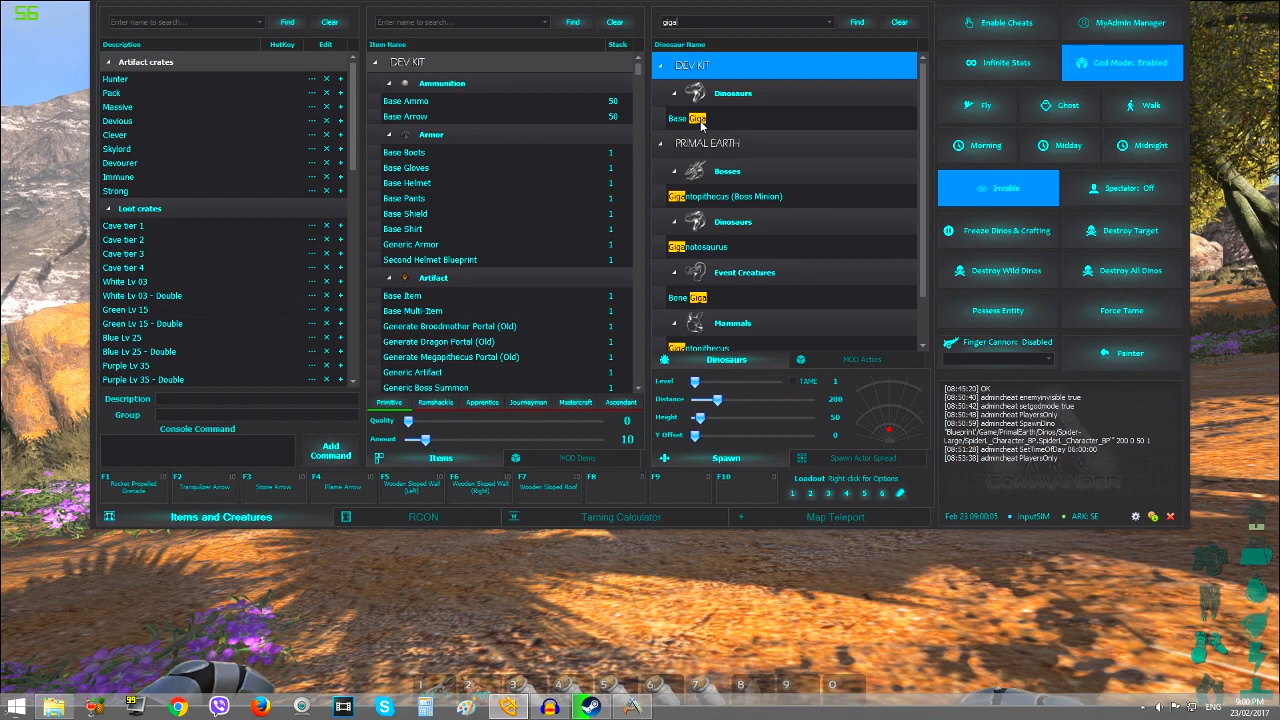 56
Enter name to search...
Find
Clear
Description HotKey Edit
Artifact crates
Hunter
Pack
Massive
Devious
Clever
Skylord
Devourer
Immune
Strong
Loot crates
Cave tier 1
Cave tier 2
Cave tier 3
Cave tier 4
White Lv 03
White Lv 03 - Double
Green Lv 15
Green Lv 15 - Double
Blue Lv 25
Blue Lv 25 - Double
Purple Lv 35
Purple Lv 35 - Double
Description
Group
Console Command
Add
Command
Enter name to search...
Find
Clear
Item Name Stack
DEV KIT
Ammunition
Base Ammo 50
Base Arrow 50
Armor
Base Boots 1
Base Gloves 1
Base Helmet 1
Base Pants 1
Base Shield 1
Base Shirt 1
Generic Armor 1
Second Helmet Blueprint 1
Artifact
Base Item 1
Base Multi-Item 1
Generate Broodmother Portal (Old) 1
Generate Dragon Portal (Old) 1
Generate Megapithecus Portal (Old) 1
Generic Artifact 1
Generic Boss Summon 1
Primitive Ramshackle Apprentice Journeyman Mastercraft Ascendant
Quality 0
Amount 10
Items MOD Items
giga
Find
Clear
Dinosaur Name
DEV KIT
Dinosaurs
Base Giga
PRIMAL EARTH
Bosses
Gigantopithecus (Boss Minion)
Dinosaurs
Giganotosaurus
Event Creatures
Bone Giga
Mammals
Gigantopithecus
Dinosaurs MOD Actors
Level TAME 1
Distance 200
Height 50
Y Offset 0
Spawn Spawn Actor Spread
F1 Rocket Propelled Grenade
F2 Tranquilizer Arrow
F3 Stone Arrow
F4 Flame Arrow
F5 Wooden Sloped Wall (Left)
F6 Wooden Sloped Wall (Right)
F7 Wooden Sloped Roof
F8
F9
F10
Loadout Right-click for Options
1 2 3 4 5 6
Items and Creatures RCON Taming Calculator Map Teleport
Enable Cheats MyAdmin Manager
Infinite Stats God Mode: Enabled
Fly Ghost Walk
Morning Midday Midnight
Invisible Spectator: Off
Freeze Dinos & Crafting Destroy Target
Destroy Wild Dinos Destroy All Dinos
Possess Entity Force Tame
Finger Cannon: Disabled Painter
[08:45:20] OK
[08:50:40] admincheat enemyinvisible true
[08:50:42] admincheat setgodmode true
[08:50:48] admincheat PlayersOnly
[08:50:59] admincheat SpawnDino
"Blueprint'/Game/PrimalEarth/Dinos/Spider-
Large/SpiderL_Character_BP.SpiderL_Character_BP'" 200 0 50 1
[08:51:28] admincheat SetTimeOfDay 06:00:00
[08:53:38] admincheat PlayersOnly
COMMANDER
Feb 23 09:00:05 InputSIM ARK: SE
1 2 3 4 5 6 7 8 9 0
99
ENG
9:00 PM
23/02/2017